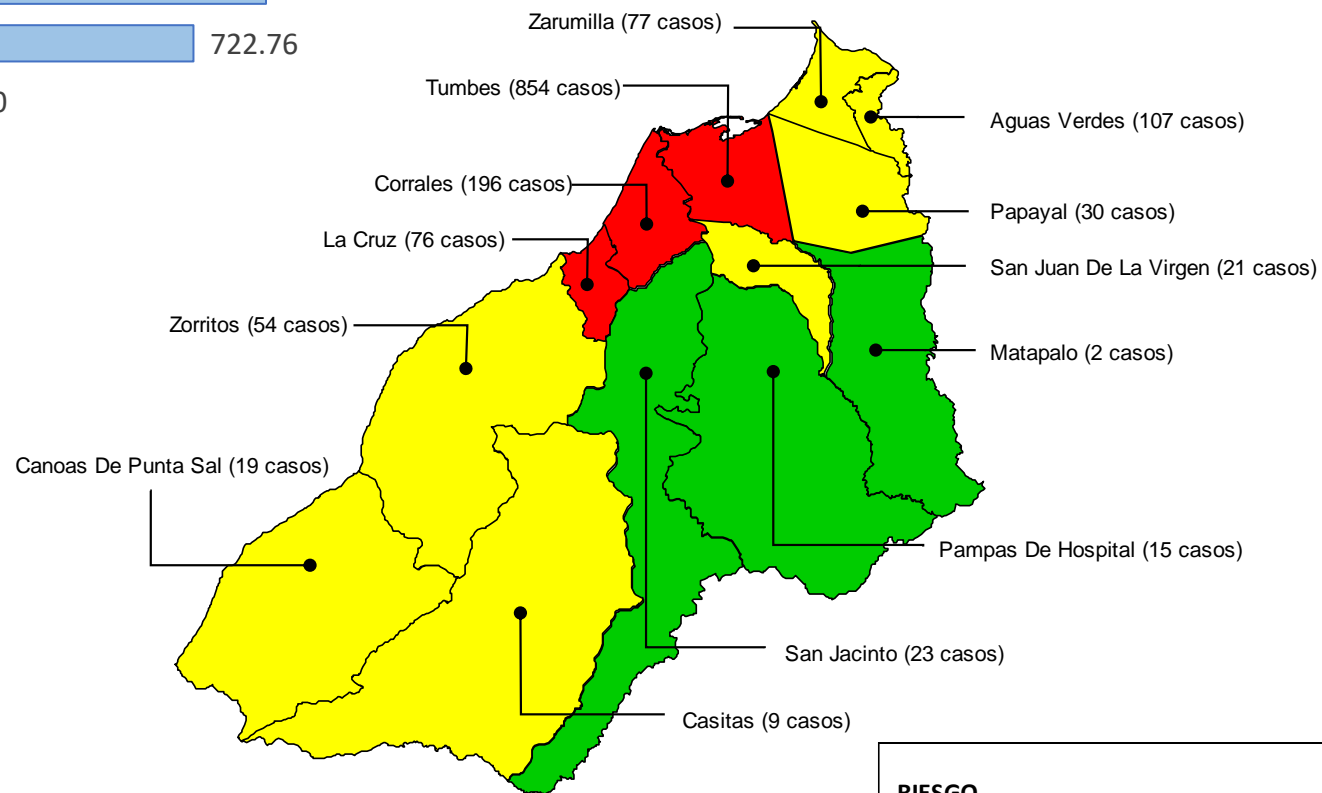 Zarumilla (77 casos)
722.76
Tumbes (854 casos)
0
Aguas Verdes (107 casos)
Corrales (196 casos)
Papayal (30 casos)
La Cruz (76 casos)
San Juan De La Virgen (21 casos)
Zorritos (54 casos)
Matapalo (2 casos)
Canoas De Punta Sal (19 casos)
Pampas De Hospital (15 casos)
San Jacinto (23 casos)
Casitas (9 casos)
RIESGO